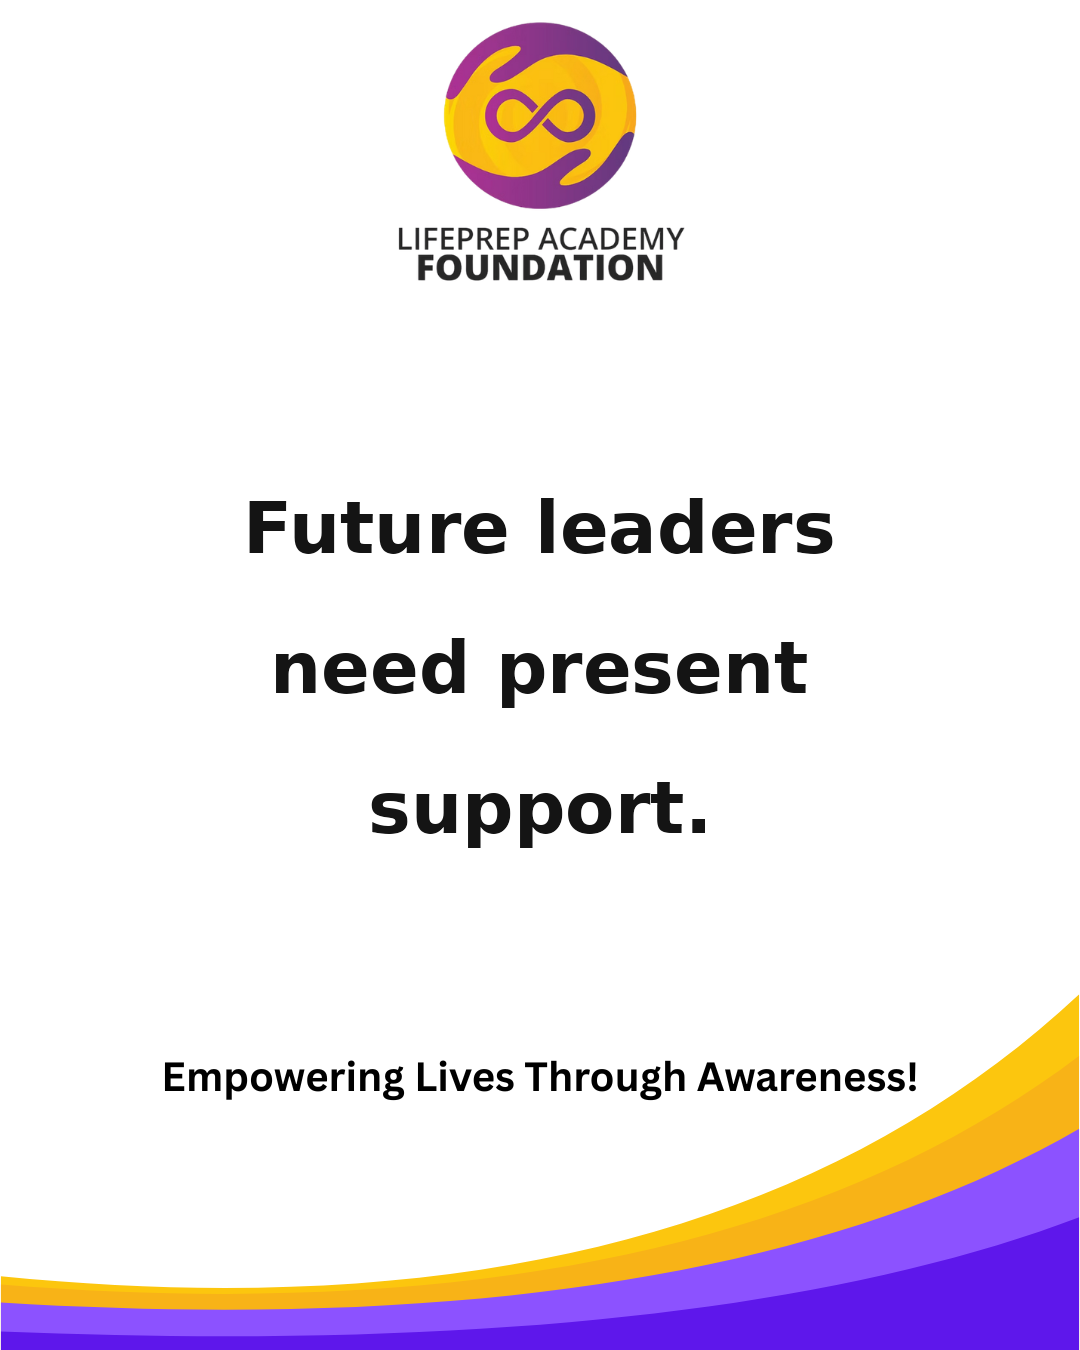 LIFEPREP ACADEMY
FOUNDATION
Future leaders
need present
support.
Empowering Lives Through Awareness!